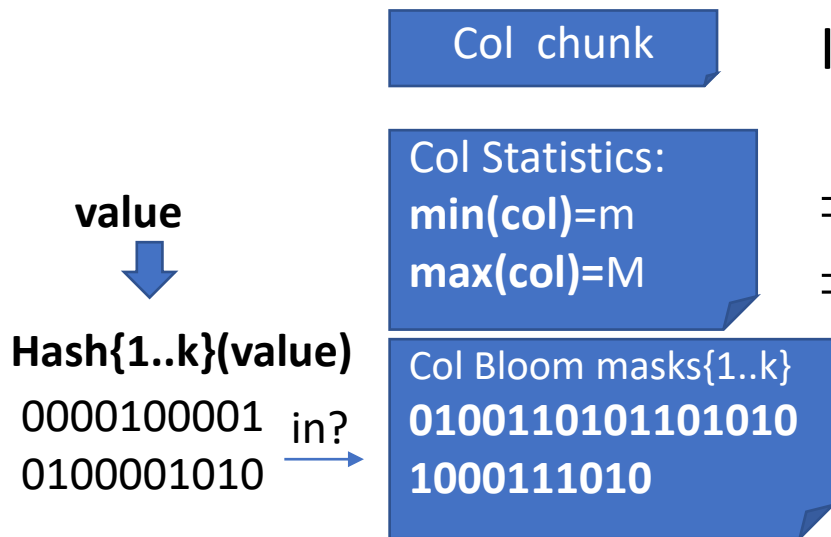 Col chunk
Col Statistics:
min(col)=m
max(col)=M
value
Hash{1..k}(value)
0000100001
0100001010
in?
Col Bloom masks{1..k}
0100110101101010
1000111010